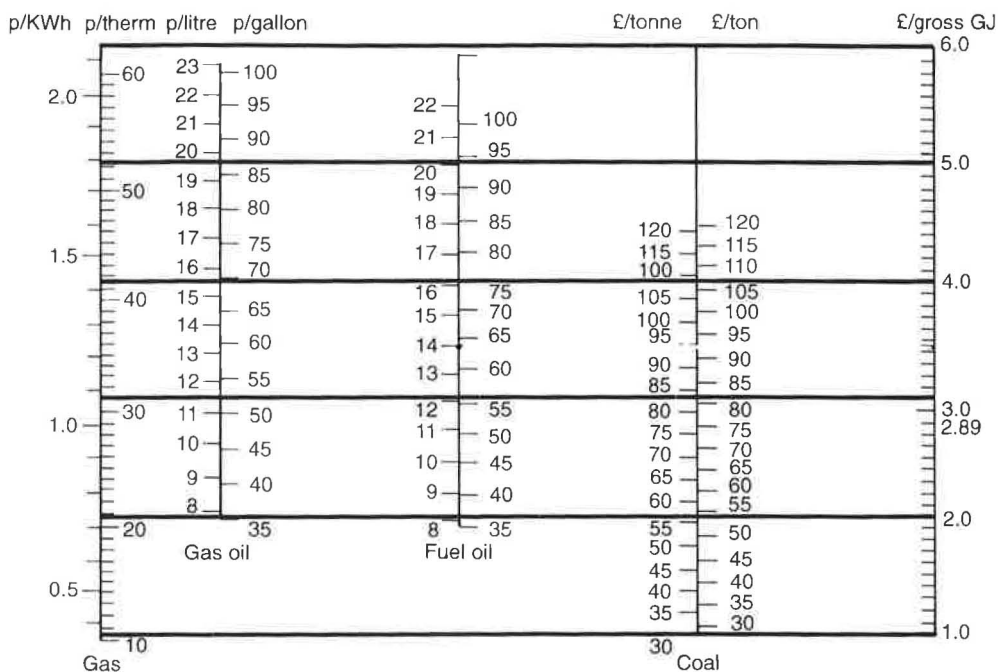 p/KWh p/therm p/litre p/gallon £/tonne £/ton £/gross GJ
6.0
23
60 100
22
2.0 95 22
21 100
90 21
20 95
5.0
20
19 85
50 90
19
18 80
18 85
120 120
17
75 17 80 115 115
1.5
16 70 100 110
4.0
16 75
15 105 105
40
65 15 70 100 100
14
65 95 95
60 14
13
90 90
60
12 55 13
85 85
3.0
12 55
30 11 50 80 80
1.0 2.89
11 50 75 75
10
45 70 70
10 45
9 65 65
40 60
9 40
8 60 55
2.0
20 35 8 35 55
50
50
Gas oil Fuel oil
45
45
0.5 40 40
35 35
30
1.0
10 30
Gas Coal